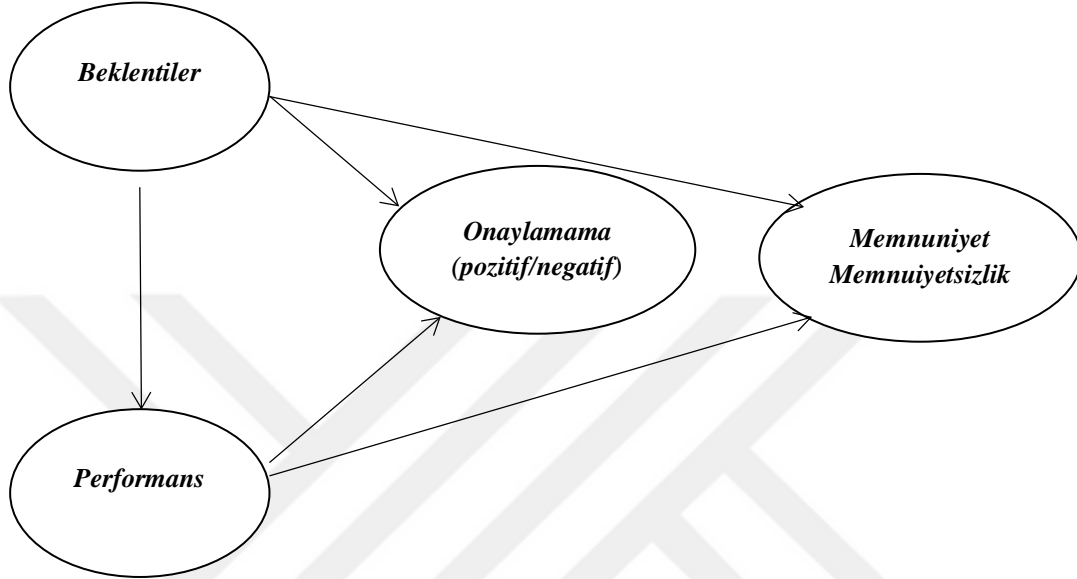 Beklentiler
Onaylamama
(pozitif/negatif)
Memnuniyet
Memnuiyetsizlik
Performans